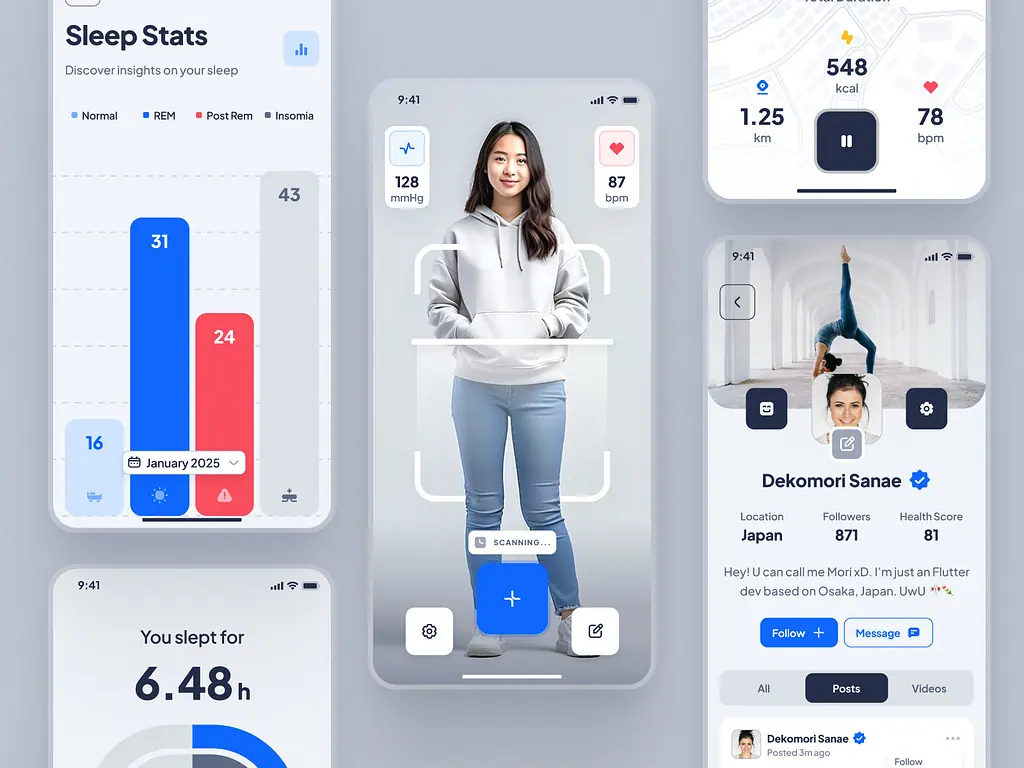 Sleep Stats
Discover insights on your sleep
Normal REM Post Rem Insomia
43
31
24
16
January 2025
9:41
You slept for
6.48 h
9:41
128
mmHg
87
bpm
SCANNING...
Total Duration
548
kcal
1.25
km
78
bpm
9:41
Dekomori Sanae
Location Followers Health Score
Japan 871 81
Hey! U can call me Mori xD. I'm just an Flutter
dev based on Osaka, Japan. UwU
Follow
Message
All Posts Videos
Dekomori Sanae
Posted 3m ago
Follow